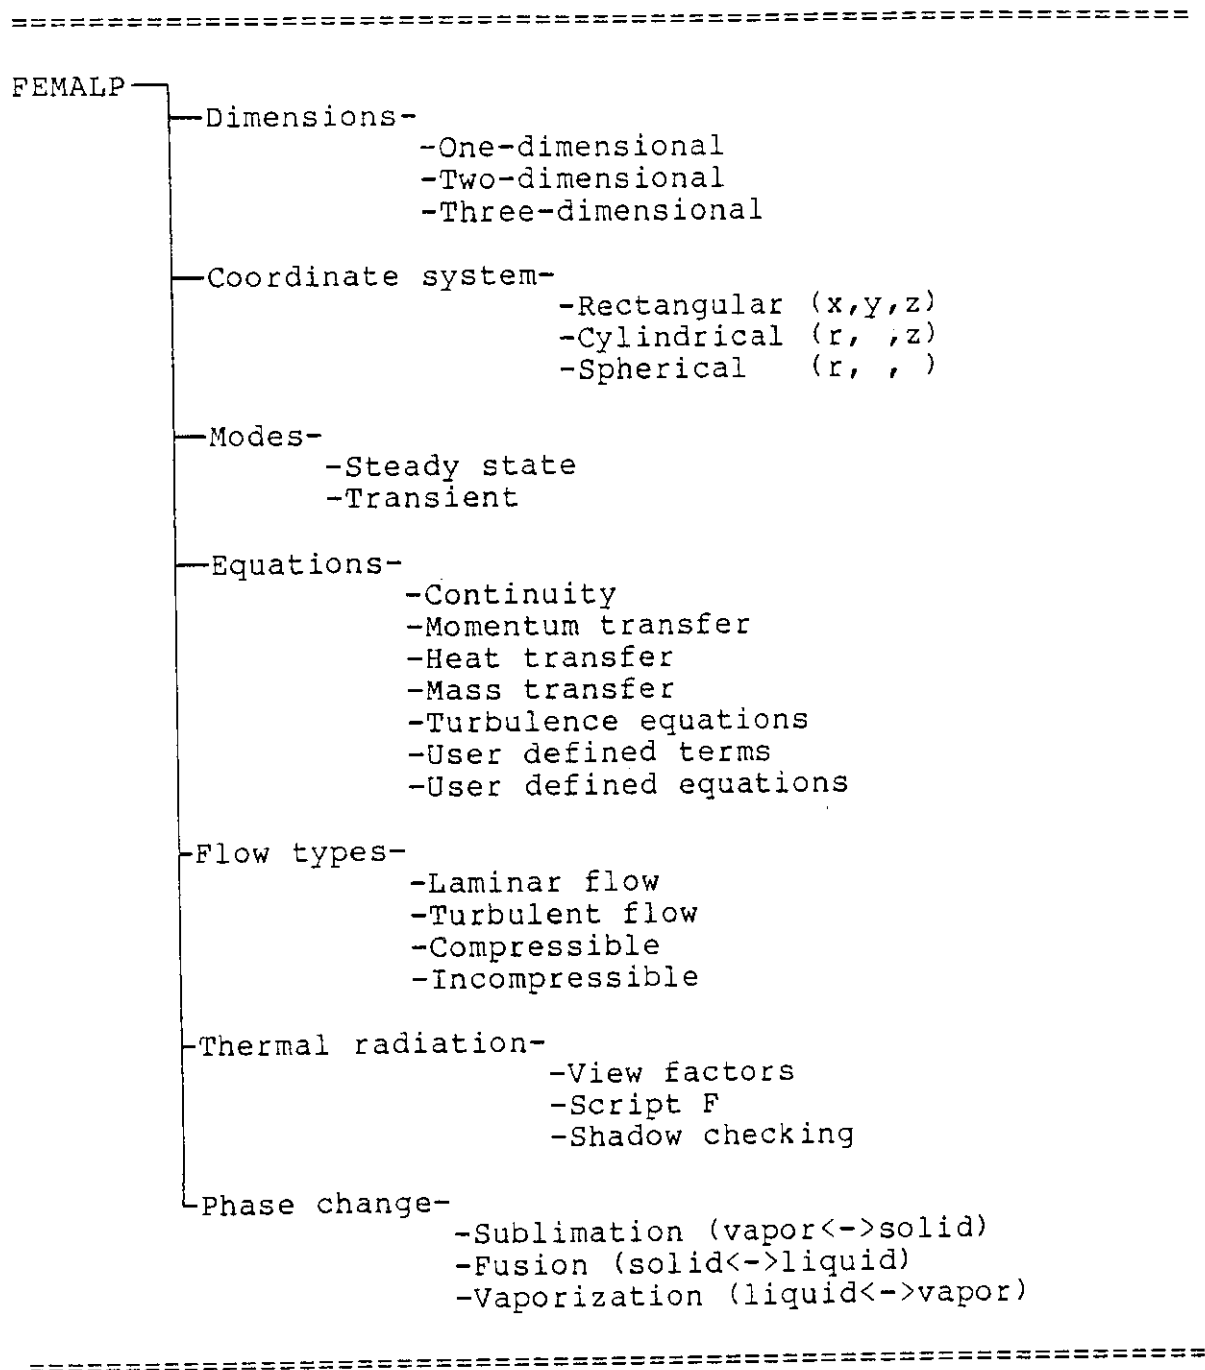 FEMALP
Dimensions-
-One-dimensional
-Two-dimensional
-Three-dimensional
Coordinate system-
-Rectangular (x,y,z)
-Cylindrical (r, ,z)
-Spherical (r, , )
Modes-
-Steady state
-Transient
Equations-
-Continuity
-Momentum transfer
-Heat transfer
-Mass transfer
-Turbulence equations
-User defined terms
-User defined equations
-Flow types-
-Laminar flow
-Turbulent flow
-Compressible
-Incompressible
-Thermal radiation-
-View factors
-Script F
-Shadow checking
-Phase change-
-Sublimation (vapor<->solid)
-Fusion (solid<->liquid)
-Vaporization (liquid<->vapor)